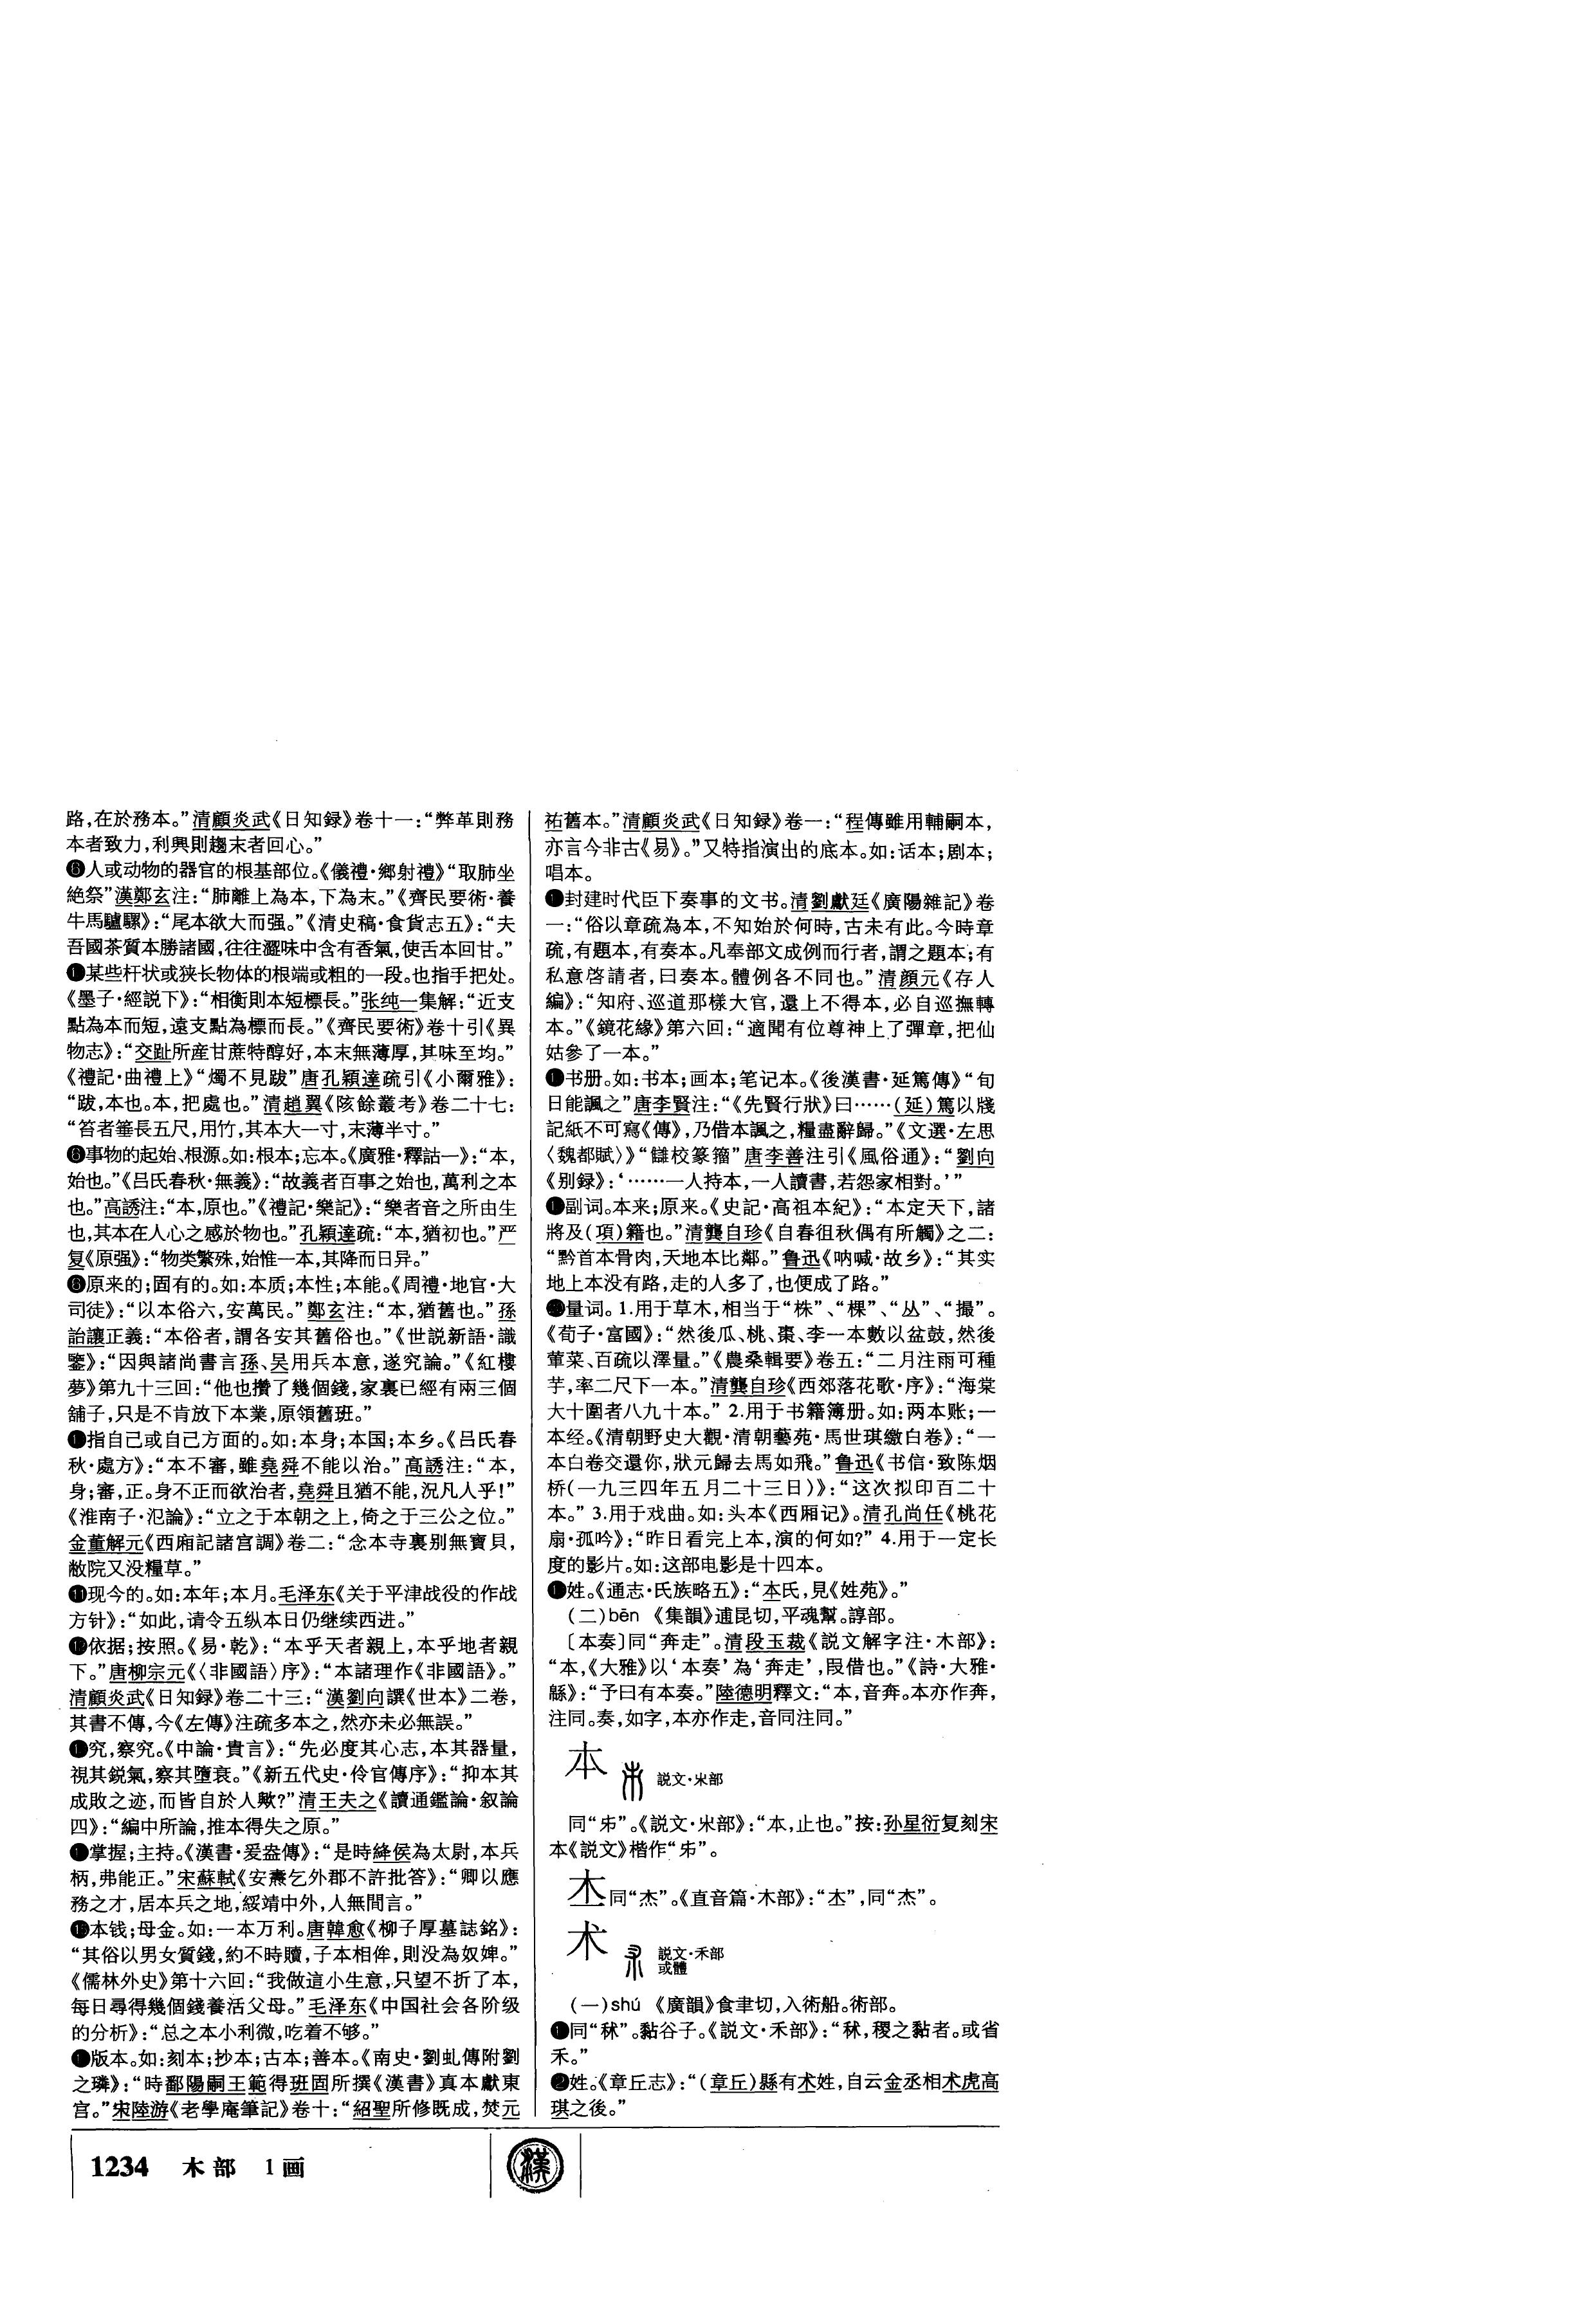 路,在於務本。”清顧炎武《日知録》卷十一:“弊革則務
本者致力,利興則趨末者回心。”
❻人或动物的器官的根基部位。《儀禮·鄉射禮》“取肺坐
絶祭”漢鄭玄注:“肺離上為本,下為末。”《齊民要術·養
牛馬驢騾》:“尾本欲大而强。”《清史稿·食貨志五》:“夫
吾國茶質本勝諸國,往往澀味中含有香氣,使舌本回甘。”
❶某些杆状或狭长物体的根端或粗的一段。也指手把处。
《墨子·經説下》:“相衡則本短標長。”张纯一集解:“近支
點為本而短,遠支點為標而長。”《齊民要術》卷十引《異
物志》:“交趾所産甘蔗特醇好,本末無薄厚,其味至均。”
《禮記·曲禮上》“燭不見跋”唐孔穎達疏引《小爾雅》:
“跋,本也。本,把處也。”清趙翼《陔餘叢考》卷二十七:
“笞者箠長五尺,用竹,其本大一寸,末薄半寸。”
❻事物的起始、根源。如:根本;忘本。《廣雅·釋詁一》:“本,
始也。”《吕氏春秋·無義》:“故義者百事之始也,萬利之本
也。”高誘注:“本,原也。”《禮記·樂記》:“樂者音之所由生
也,其本在人心之感於物也。”孔穎達疏:“本,猶初也。”严
复《原强》:“物类繁殊,始惟一本,其降而日异。”
❻原来的;固有的。如:本质;本性;本能。《周禮·地官·大
司徒》:“以本俗六,安萬民。”鄭玄注:“本,猶舊也。”孫
詒讓正義:“本俗者,謂各安其舊俗也。”《世説新語·識
鑒》:“因與諸尚書言孫、吴用兵本意,遂究論。”《紅樓
夢》第九十三回:“他也攢了幾個錢,家裏已經有兩三個
舖子,只是不肯放下本業,原領舊班。”
❶指自己或自己方面的。如:本身;本国;本乡。《吕氏春
秋·處方》:“本不審,雖堯舜不能以治。”高誘注:“本,
身;審,正。身不正而欲治者,堯舜且猶不能,況凡人乎!”
《淮南子·氾論》:“立之于本朝之上,倚之于三公之位。”
金董解元《西廂記諸宫調》卷二:“念本寺裏别無寶貝,
敝院又没糧草。”
⓫现今的。如:本年;本月。毛泽东《关于平津战役的作战
方针》:“如此,请令五纵本日仍继续西进。”
⓬依据;按照。《易·乾》:“本乎天者親上,本乎地者親
下。”唐柳宗元《〈非國語〉序》:“本諸理作《非國語》。”
清顧炎武《日知録》卷二十三:“漢劉向譔《世本》二卷,
其書不傳,今《左傳》注疏多本之,然亦未必無誤。”
❶究,察究。《中論·貴言》:“先必度其心志,本其器量,
視其鋭氣,察其墮衰。”《新五代史·伶官傳序》:“抑本其
成敗之迹,而皆自於人歟?”清王夫之《讀通鑑論·叙論
四》:“編中所論,推本得失之原。”
❶掌握;主持。《漢書·爰盎傳》:“是時絳侯為太尉,本兵
柄,弗能正。”宋蘇軾《安燾乞外郡不許批答》:“卿以應
務之才,居本兵之地,綏靖中外,人無間言。”
⓯本钱;母金。如:一本万利。唐韓愈《柳子厚墓誌銘》:
“其俗以男女質錢,約不時贖,子本相侔,則没為奴婢。”
《儒林外史》第十六回:“我做這小生意,只望不折了本,
每日尋得幾個錢養活父母。”毛泽东《中国社会各阶级
的分析》:“总之本小利微,吃着不够。”
❶版本。如:刻本;抄本;古本;善本。《南史·劉虬傳附劉
之遴》:“時鄱陽嗣王範得班固所撰《漢書》真本獻東
宫。”宋陸游《老學庵筆記》卷十:“紹聖所修既成,焚元
祐舊本。”清顧炎武《日知録》卷一:“程傳雖用輔嗣本,
亦言今非古《易》。”又特指演出的底本。如:话本;剧本;
唱本。
❶封建时代臣下奏事的文书。清劉獻廷《廣陽雜記》卷
一:“俗以章疏為本,不知始於何時,古未有此。今時章
疏,有題本,有奏本。凡奉部文成例而行者,謂之題本;有
私意啓請者,曰奏本。體例各不同也。”清顔元《存人
編》:“知府、巡道那樣大官,還上不得本,必自巡撫轉
本。”《鏡花緣》第六回:“適聞有位尊神上了彈章,把仙
姑參了一本。”
❶书册。如:书本;画本;笔记本。《後漢書·延篤傳》“旬
日能諷之”唐李賢注:“《先賢行狀》曰……(延)篤以牋
記紙不可寫《傳》,乃借本諷之,糧盡辭歸。”《文選·左思
〈魏都賦〉》“讎校篆籀”唐李善注引《風俗通》:“劉向
《别録》:‘……一人持本,一人讀書,若怨家相對。’”
❶副词。本来;原来。《史記·高祖本紀》:“本定天下,諸
將及(項)籍也。”清龔自珍《自春徂秋偶有所觸》之二:
“黔首本骨肉,天地本比鄰。”鲁迅《呐喊·故乡》:“其实
地上本没有路,走的人多了,也便成了路。”
⓴量词。1.用于草木,相当于“株”、“棵”、“丛”、“撮”。
《荀子·富國》:“然後瓜、桃、棗、李一本數以盆鼓,然後
葷菜、百疏以澤量。”《農桑輯要》卷五:“二月注雨可種
芋,率二尺下一本。”清龔自珍《西郊落花歌·序》:“海棠
大十圍者八九十本。” 2.用于书籍簿册。如:两本账;一
本经。《清朝野史大觀·清朝藝苑·馬世琪繳白卷》:“一
本白卷交還你,狀元歸去馬如飛。”鲁迅《书信·致陈烟
桥(一九三四年五月二十三日)》:“这次拟印百二十
本。” 3.用于戏曲。如:头本《西厢记》。清孔尚任《桃花
扇·孤吟》:“昨日看完上本,演的何如?” 4.用于一定长
度的影片。如:这部电影是十四本。
❶姓。《通志·氏族略五》:“本氏,見《姓苑》。”
(二)bēn 《集韻》逋昆切,平魂幫。諄部。
〔本奏〕同“奔走”。清段玉裁《説文解字注·木部》:
“本,《大雅》以‘本奏’為‘奔走’,叚借也。”《詩·大雅·
緜》:“予曰有本奏。”陸德明釋文:“本,音奔。本亦作奔,
注同。奏,如字,本亦作走,音同注同。”
説文·𣎵部
本《説文》楷作“𣎵”。
同“杰”。《直音篇·木部》:“杢”,同“杰”。
术
説文·禾部
或體
(一)shú 《廣韻》食聿切,入術船。術部。
❶同“秫”。黏谷子。《説文·禾部》:“秫,稷之黏者。或省
禾。”
❷姓。《章丘志》:“(章丘)縣有术姓,自云金丞相术虎高
琪之後。”
1234 木部 1画
漢